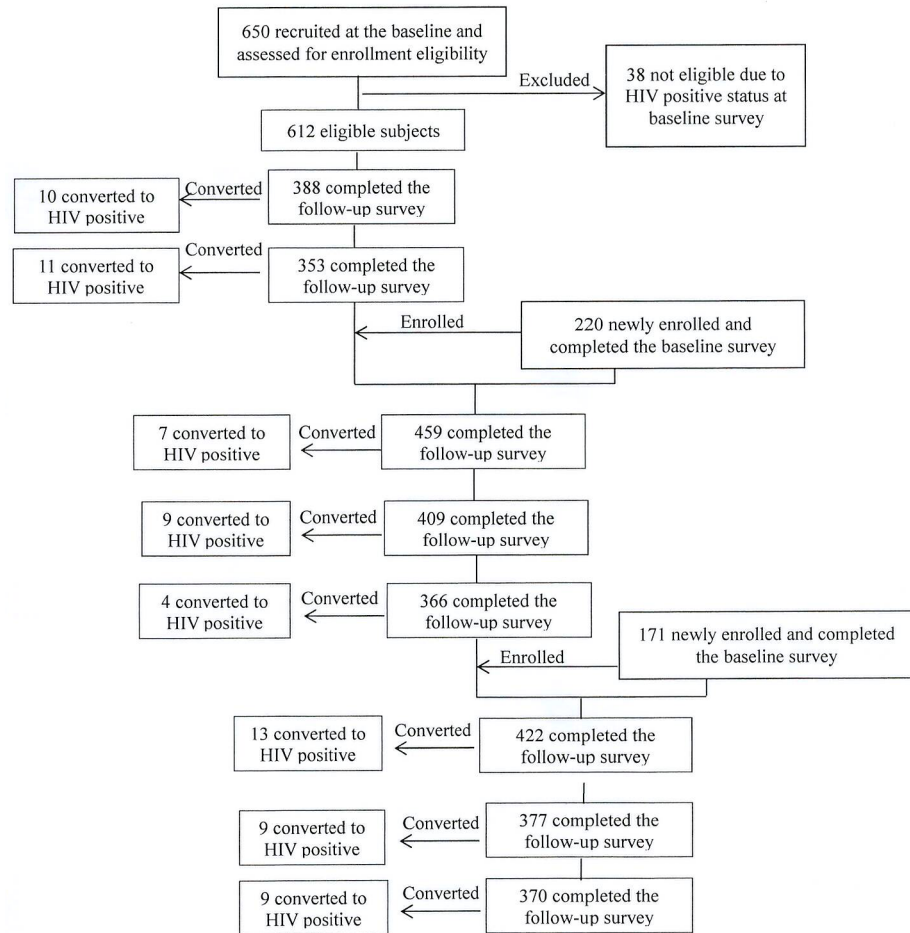 650 recruited at the baseline and
assessed for enrollment eligibility
Excluded
38 not eligible due to
HIV positive status at
baseline survey
612 eligible subjects
10 converted to
HIV positive
Converted
388 completed the
follow-up survey
11 converted to
HIV positive
Converted
353 completed the
follow-up survey
Enrolled
220 newly enrolled and
completed the baseline survey
7 converted to
HIV positive
Converted
459 completed the
follow-up survey
9 converted to
HIV positive
Converted
409 completed the
follow-up survey
4 converted to
HIV positive
Converted
366 completed the
follow-up survey
Enrolled
171 newly enrolled and completed
the baseline survey
13 converted to
HIV positive
Converted
422 completed the
follow-up survey
9 converted to
HIV positive
Converted
377 completed the
follow-up survey
9 converted to
HIV positive
Converted
370 completed the
follow-up survey